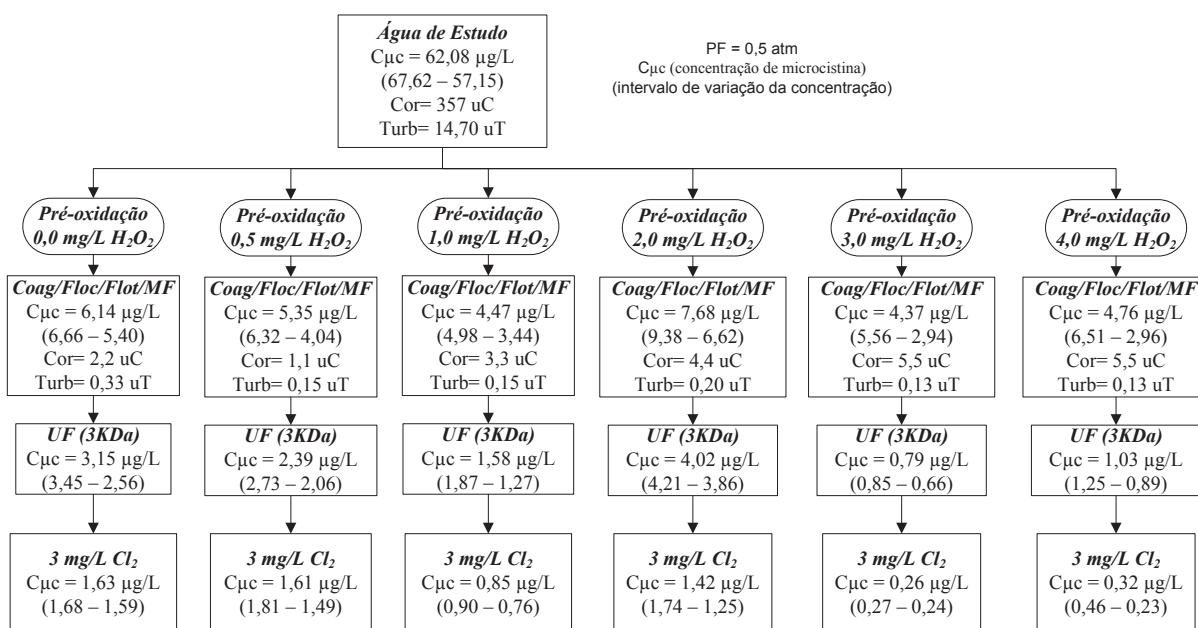 Água de Estudo
Cµc = 62,08 µg/L
(67,62 – 57,15)
Cor= 357 uC
Turb= 14,70 uT
PF = 0,5 atm
Cµc (concentração de microcistina)
(intervalo de variação da concentração)
Pré-oxidação
0,0 mg/L H₂O₂
Pré-oxidação
0,5 mg/L H₂O₂
Pré-oxidação
1,0 mg/L H₂O₂
Pré-oxidação
2,0 mg/L H₂O₂
Pré-oxidação
3,0 mg/L H₂O₂
Pré-oxidação
4,0 mg/L H₂O₂
Coag/Floc/Flot/MF
Cµc = 6,14 µg/L
(6,66 – 5,40)
Cor= 2,2 uC
Turb= 0,33 uT
Coag/Floc/Flot/MF
Cµc = 5,35 µg/L
(6,32 – 4,04)
Cor= 1,1 uC
Turb= 0,15 uT
Coag/Floc/Flot/MF
Cµc = 4,47 µg/L
(4,98 – 3,44)
Cor= 3,3 uC
Turb= 0,15 uT
Coag/Floc/Flot/MF
Cµc = 7,68 µg/L
(9,38 – 6,62)
Cor= 4,4 uC
Turb= 0,20 uT
Coag/Floc/Flot/MF
Cµc = 4,37 µg/L
(5,56 – 2,94)
Cor= 5,5 uC
Turb= 0,13 uT
Coag/Floc/Flot/MF
Cµc = 4,76 µg/L
(6,51 – 2,96)
Cor= 5,5 uC
Turb= 0,13 uT
UF (3KDa)
Cµc = 3,15 µg/L
(3,45 – 2,56)
UF (3KDa)
Cµc = 2,39 µg/L
(2,73 – 2,06)
UF (3KDa)
Cµc = 1,58 µg/L
(1,87 – 1,27)
UF (3KDa)
Cµc = 4,02 µg/L
(4,21 – 3,86)
UF (3KDa)
Cµc = 0,79 µg/L
(0,85 – 0,66)
UF (3KDa)
Cµc = 1,03 µg/L
(1,25 – 0,89)
3 mg/L Cl₂
Cµc = 1,63 µg/L
(1,68 – 1,59)
3 mg/L Cl₂
Cµc = 1,61 µg/L
(1,81 – 1,49)
3 mg/L Cl₂
Cµc = 0,85 µg/L
(0,90 – 0,76)
3 mg/L Cl₂
Cµc = 1,42 µg/L
(1,74 – 1,25)
3 mg/L Cl₂
Cµc = 0,26 µg/L
(0,27 – 0,24)
3 mg/L Cl₂
Cµc = 0,32 µg/L
(0,46 – 0,23)